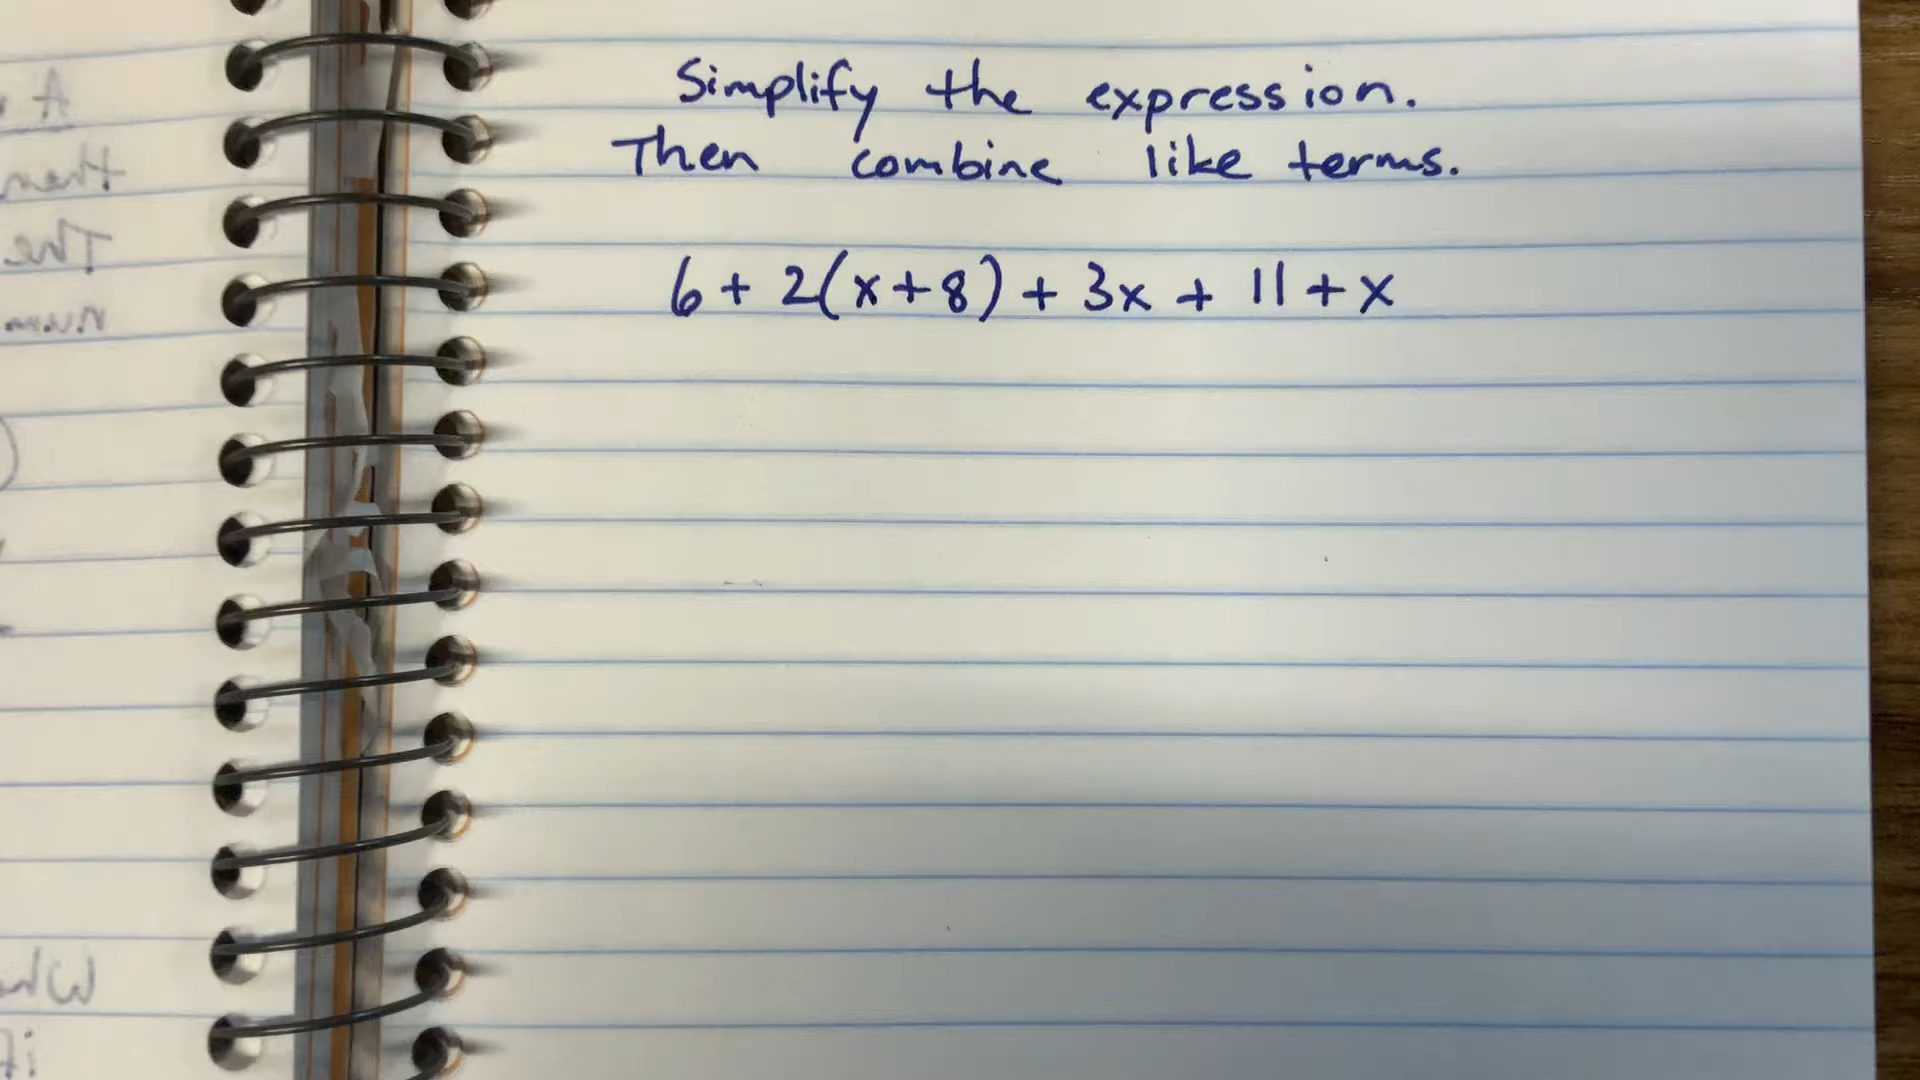 Simplify the expression.
Then combine like terms.
6 + 2(x+8) + 3x + 11 + x